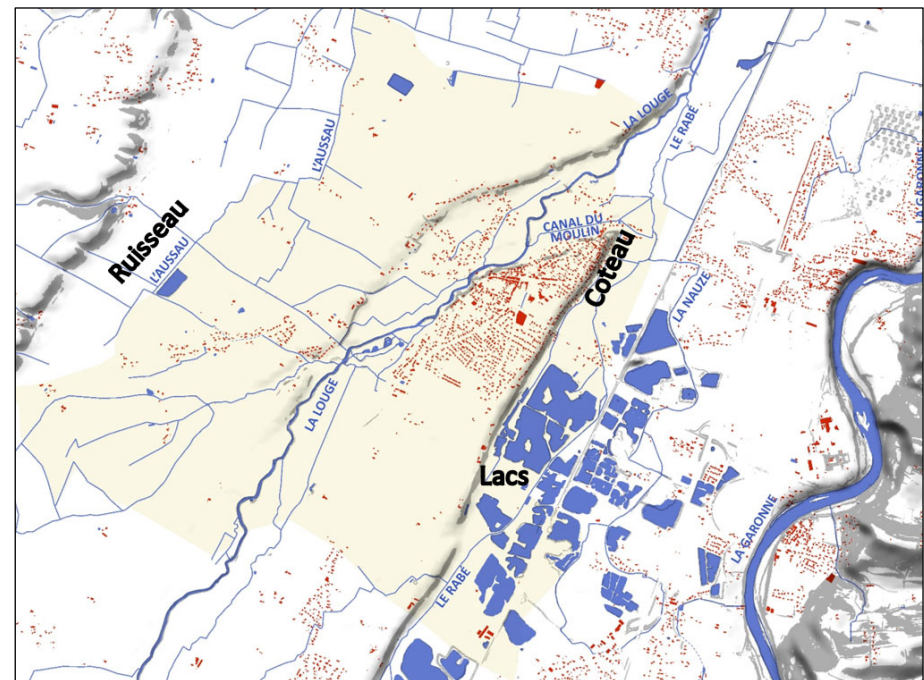 LA LOUGE
LE RABÉ
L'AUSSAU
GARONNE
Ruisseau
L'AUSSAU
CANAL DU
MOULIN
Coteau
LA NAUZE
LA LOUGE
Lacs
LA GARONNE
LE RABÉ